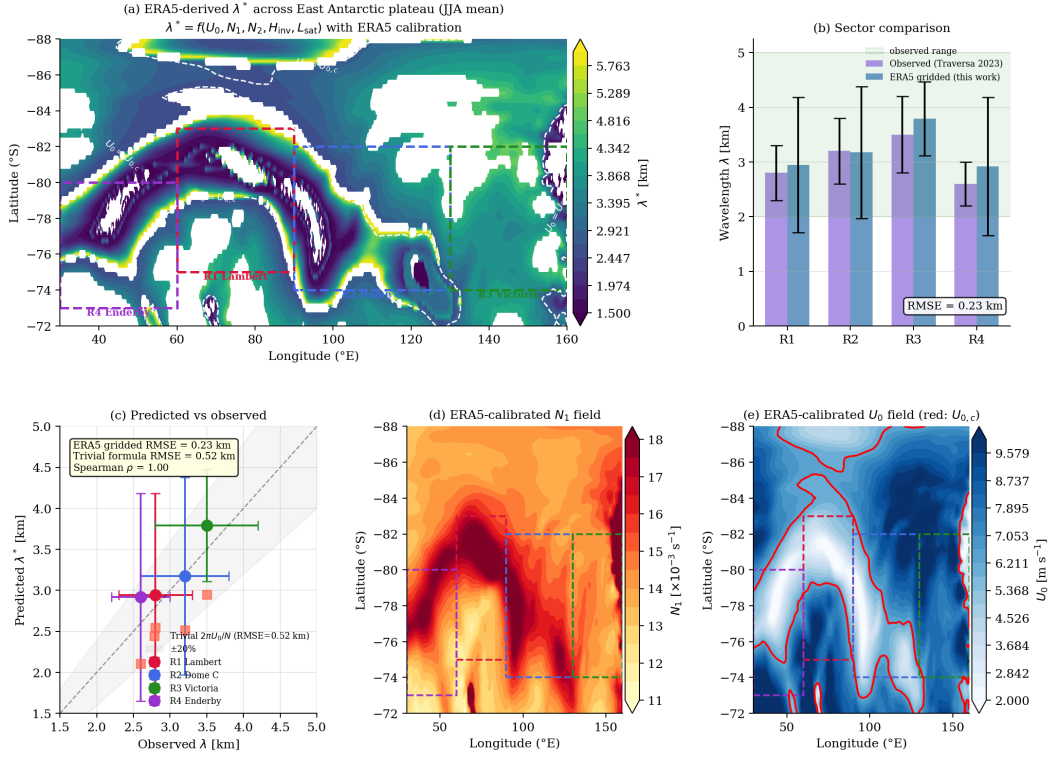 (a) ERA5-derived λ* across East Antarctic plateau (JJA mean)
λ* = f(U₀, N₁, N₂, H_inv, L_sat) with ERA5 calibration
Latitude (°S)
−88
−86
−84
−82
−80
−78
−76
−74
−72
40
60
80
100
120
140
160
Longitude (°E)
R1 Lambert
R4 Enderby
5.763
5.289
4.816
4.342
3.868
3.395
2.921
2.447
1.974
1.500
λ* [km]
(b) Sector comparison
Wavelength λ [km]
5
4
3
2
1
0
observed range
Observed (Traversa 2023)
ERA5 gridded (this work)
RMSE = 0.23 km
R1
R2
R3
R4
(c) Predicted vs observed
Predicted λ* [km]
5.0
4.5
4.0
3.5
3.0
2.5
2.0
1.5
ERA5 gridded RMSE = 0.23 km
Trivial formula RMSE = 0.52 km
Spearman ρ = 1.00
Trivial 2πU₀/N (RMSE=0.52 km)
±20%
R1 Lambert
R2 Dome C
R3 Victoria
R4 Enderby
1.5
2.0
2.5
3.0
3.5
4.0
4.5
5.0
Observed λ [km]
(d) ERA5-calibrated N₁ field
Latitude (°S)
−88
−86
−84
−82
−80
−78
−76
−74
−72
50
100
150
Longitude (°E)
18
17
16
15
14
13
12
11
N₁ [×10⁻³ s⁻¹]
(e) ERA5-calibrated U₀ field (red: U₀,c)
Latitude (°S)
−88
−86
−84
−82
−80
−78
−76
−74
−72
50
100
150
Longitude (°E)
9.579
8.737
7.895
7.053
6.211
5.368
4.526
3.684
2.842
2.000
U₀ [m s⁻¹]